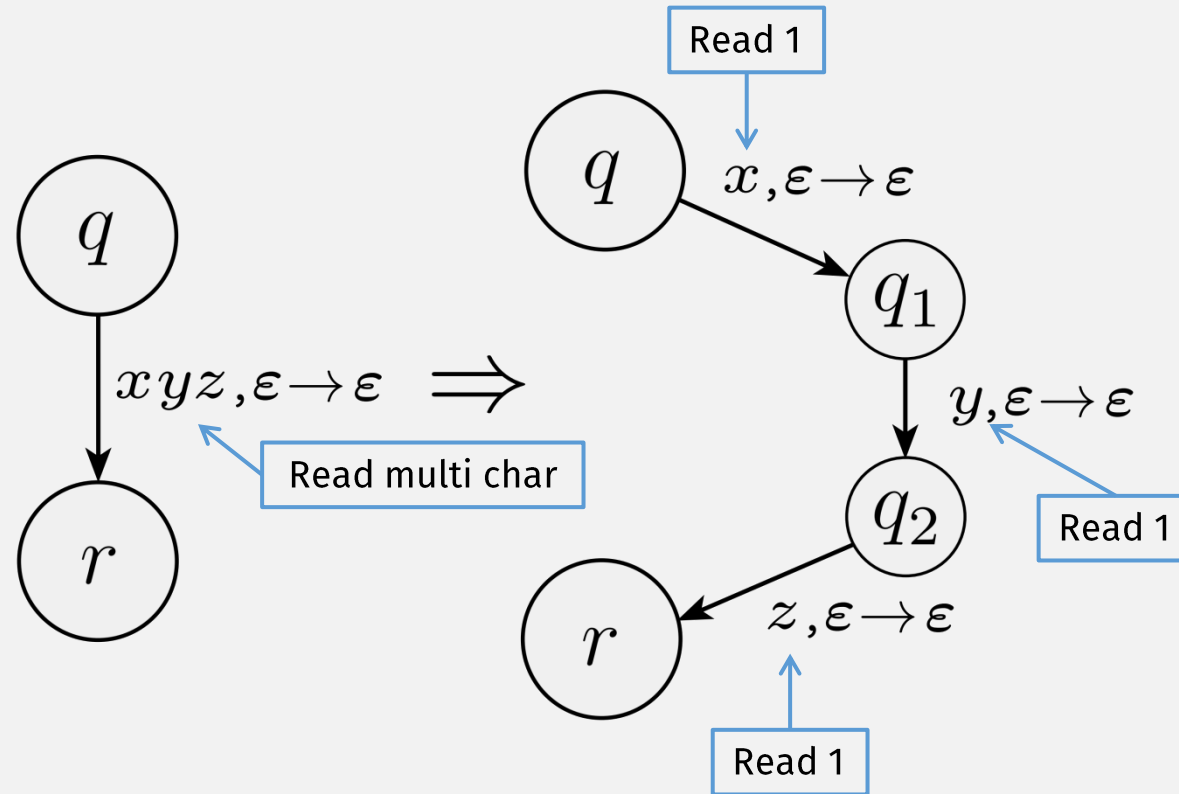 q
xyz,ε→ε
Read multi char
r
⇒
Read 1
q
x,ε→ε
q₁
y,ε→ε
Read 1
q₂
z,ε→ε
r
Read 1